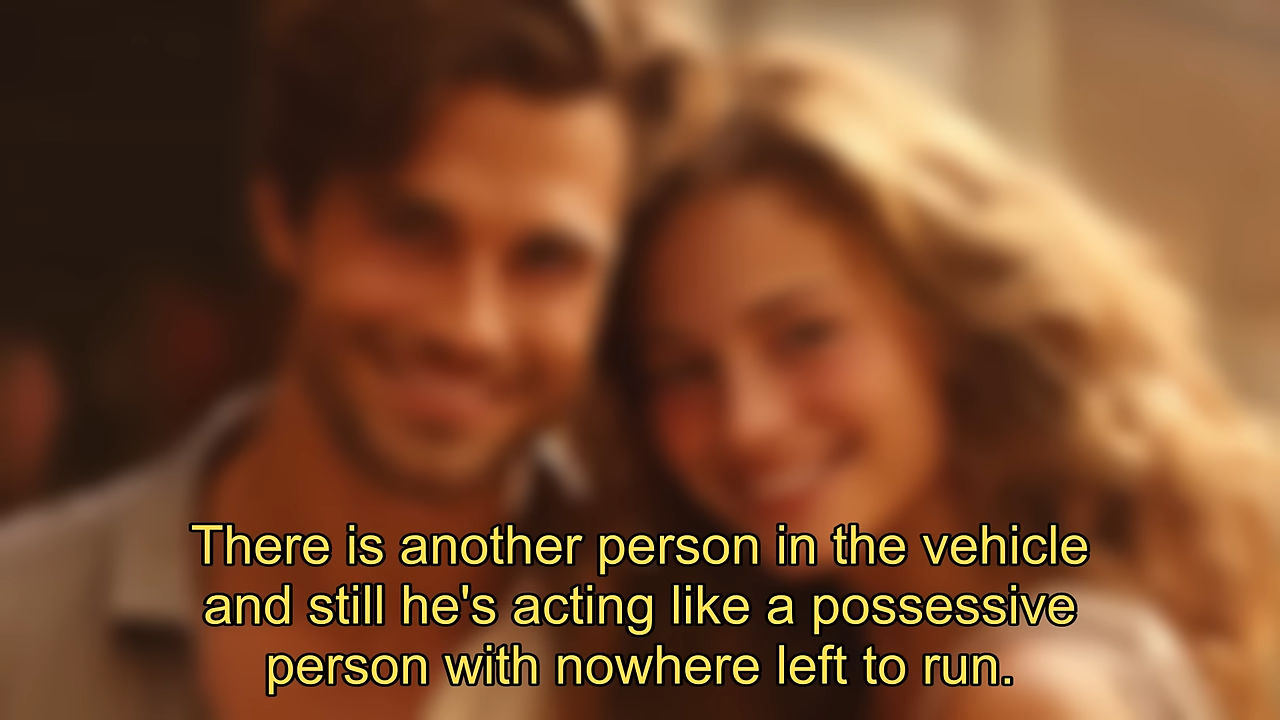 There is another person in the vehicle
and still he's acting like a possessive
person with nowhere left to run.